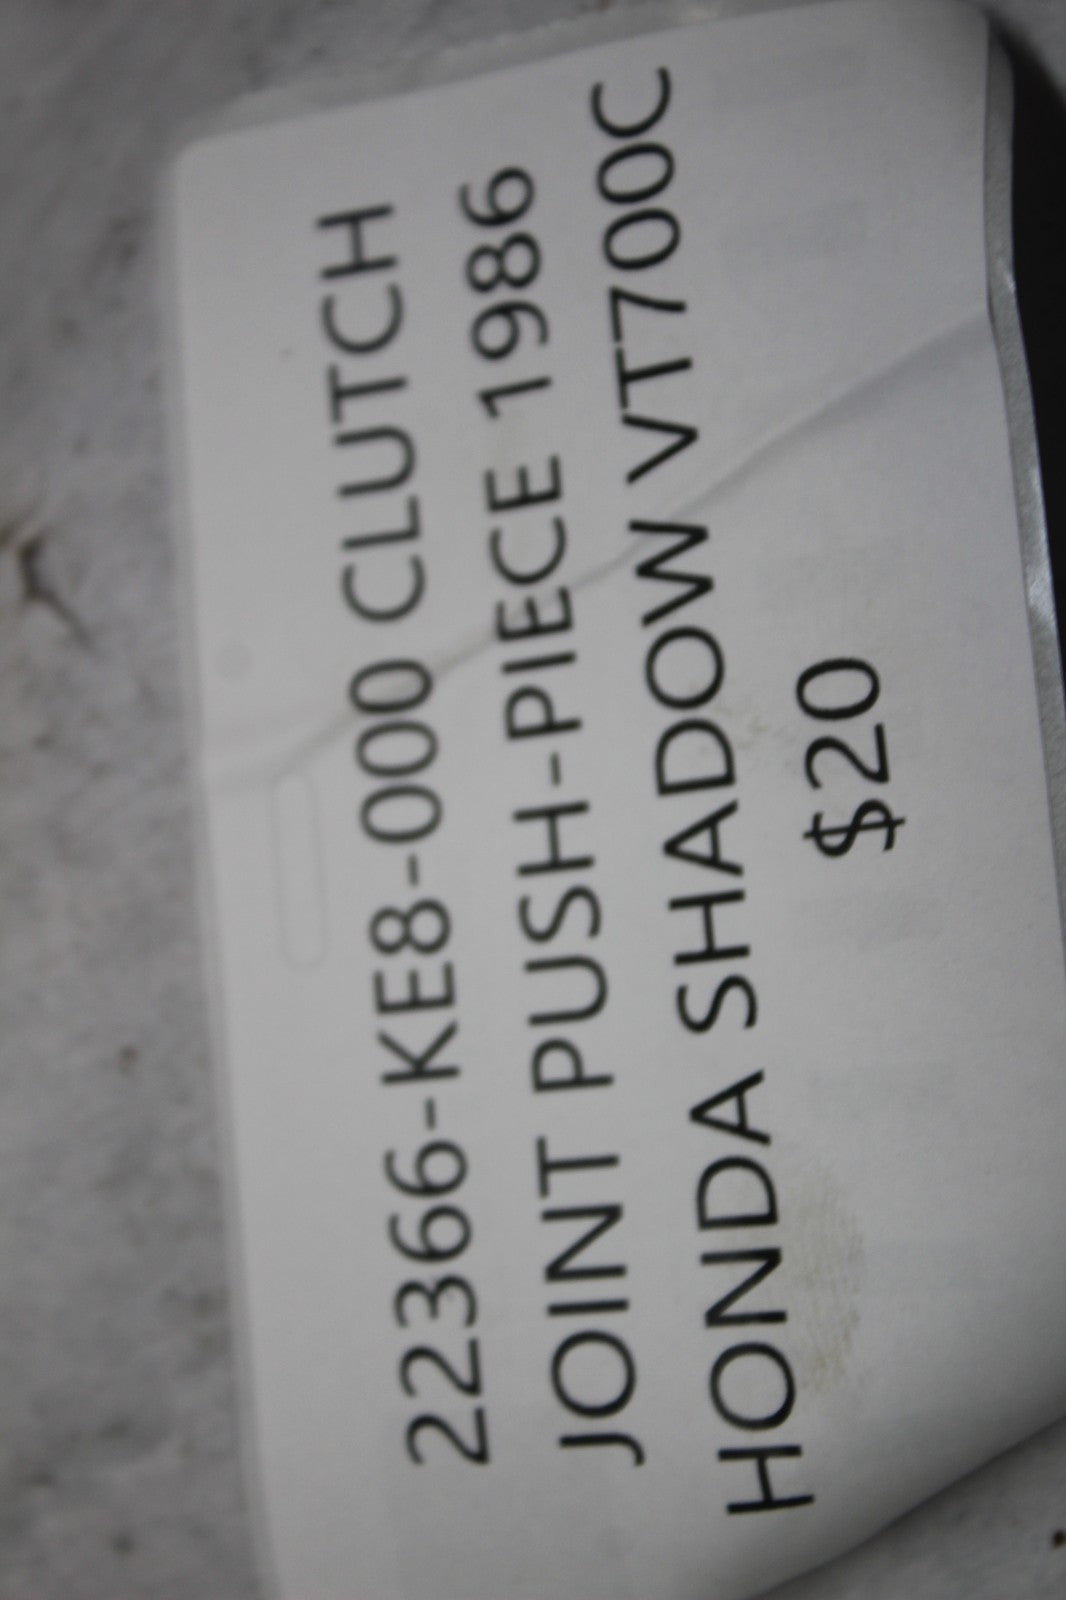 22366-KE8-000 CLUTCH
JOINT PUSH-PIECE 1986
HONDA SHADOW VT700C
$20